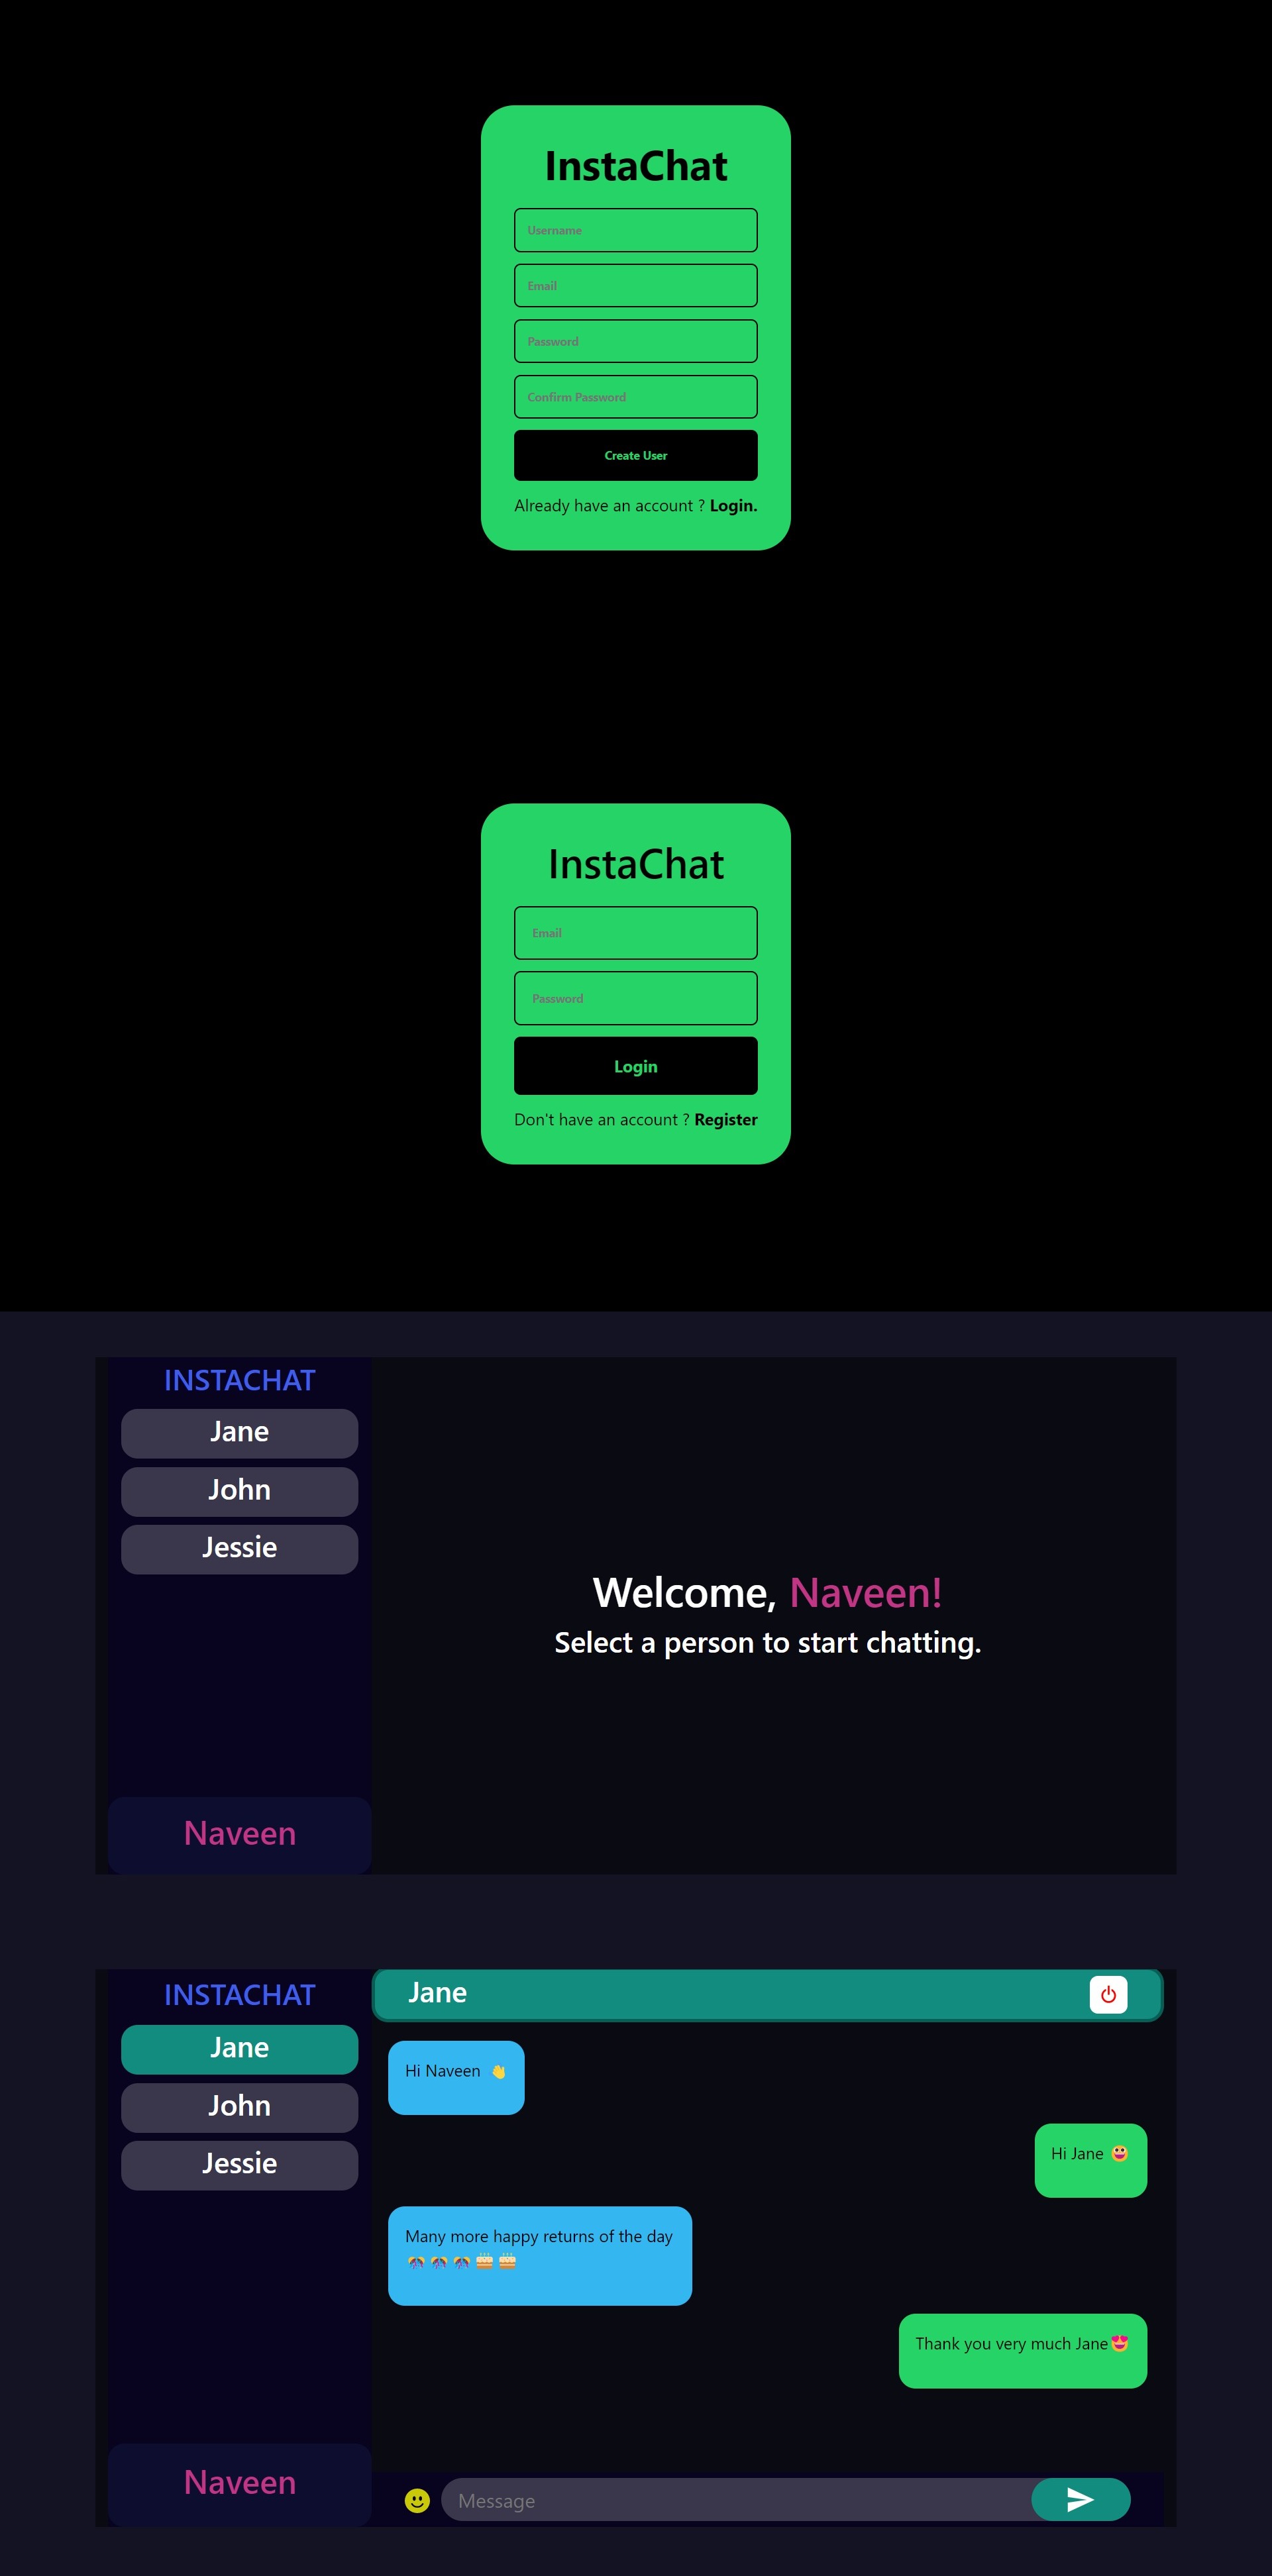 InstaChat
Username
Email
Password
Confirm Password
Create User
Already have an account ? Login.
InstaChat
Email
Password
Login
Don't have an account ? Register
INSTACHAT
Jane
John
Jessie
Welcome, Naveen!
Select a person to start chatting.
Naveen
INSTACHAT
Jane
John
Jessie
Naveen
Jane
Hi Naveen 👋
Hi Jane 😀
Many more happy returns of the day
🎊🎊🎊🎂🎂
Thank you very much Jane😍
Message